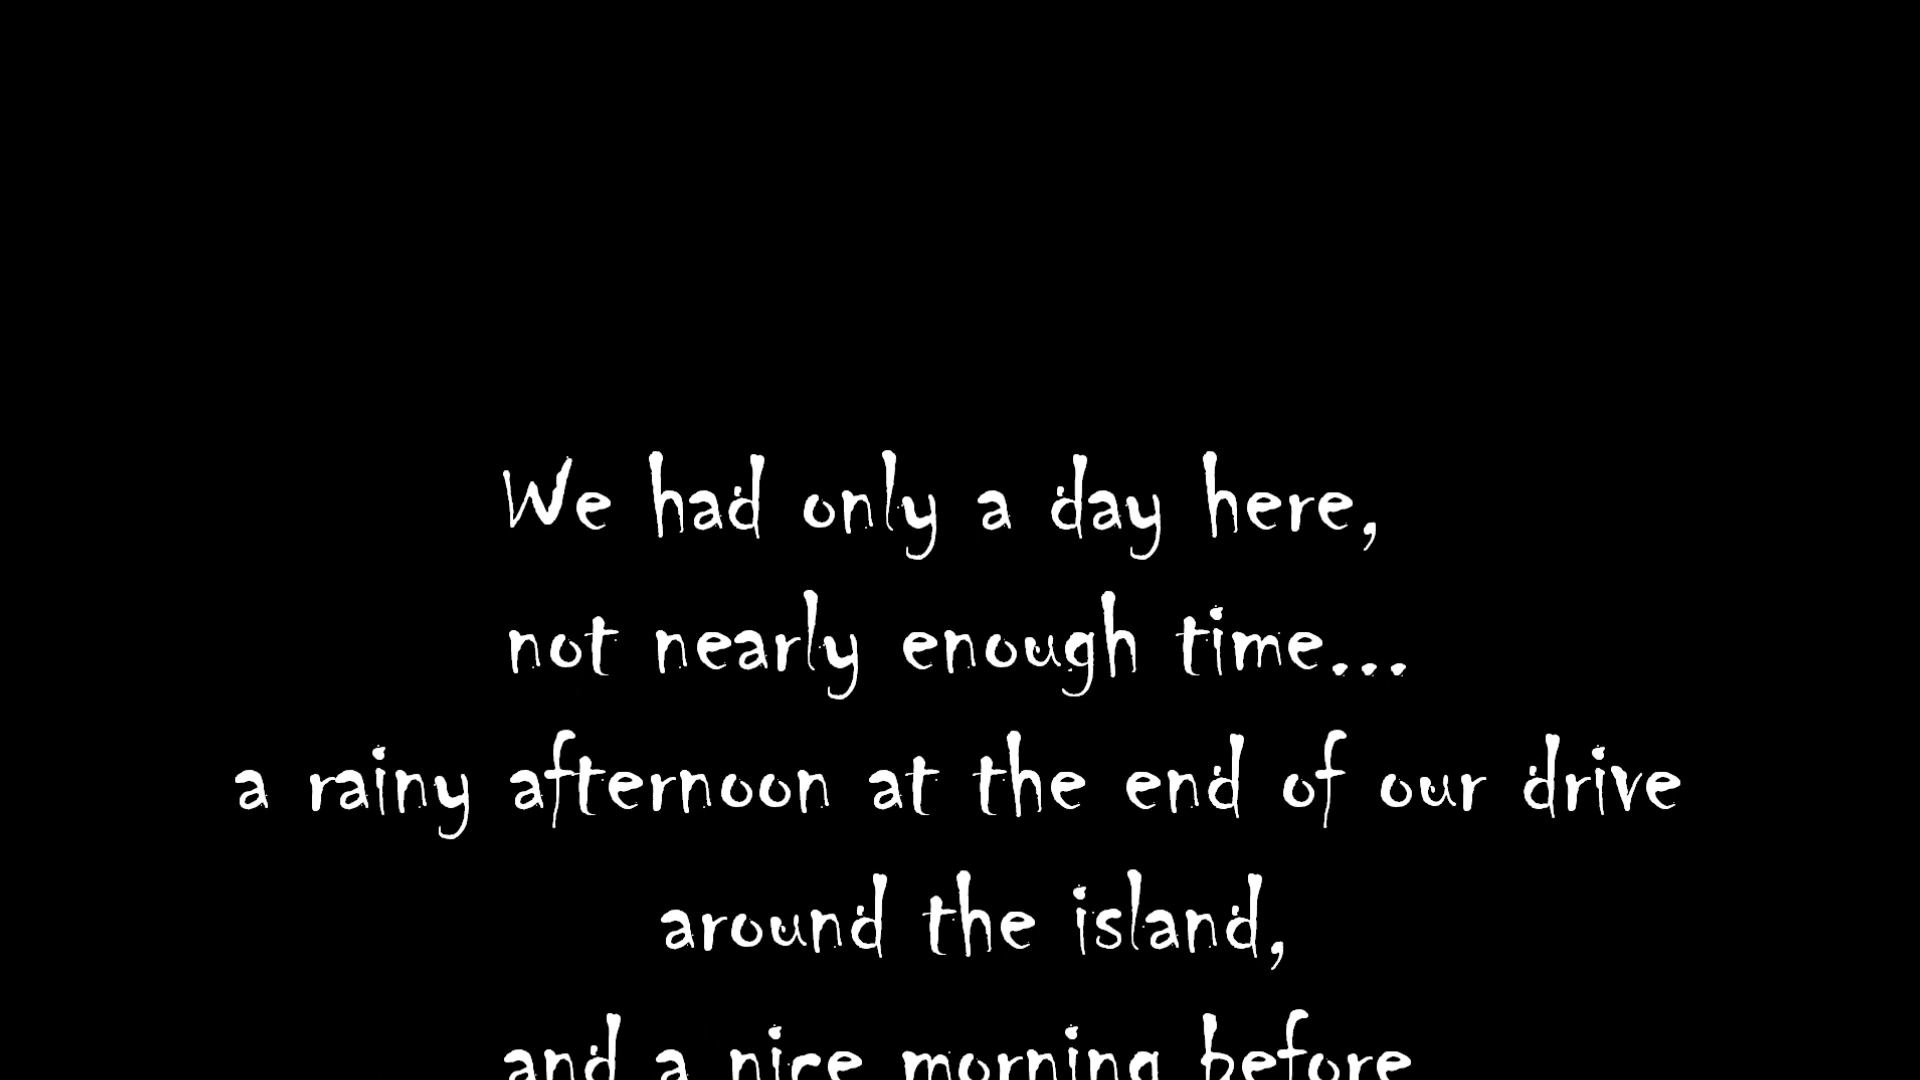 We had only a day here,
not nearly enough time...
a rainy afternoon at the end of our drive
around the island,
and a nice morning before